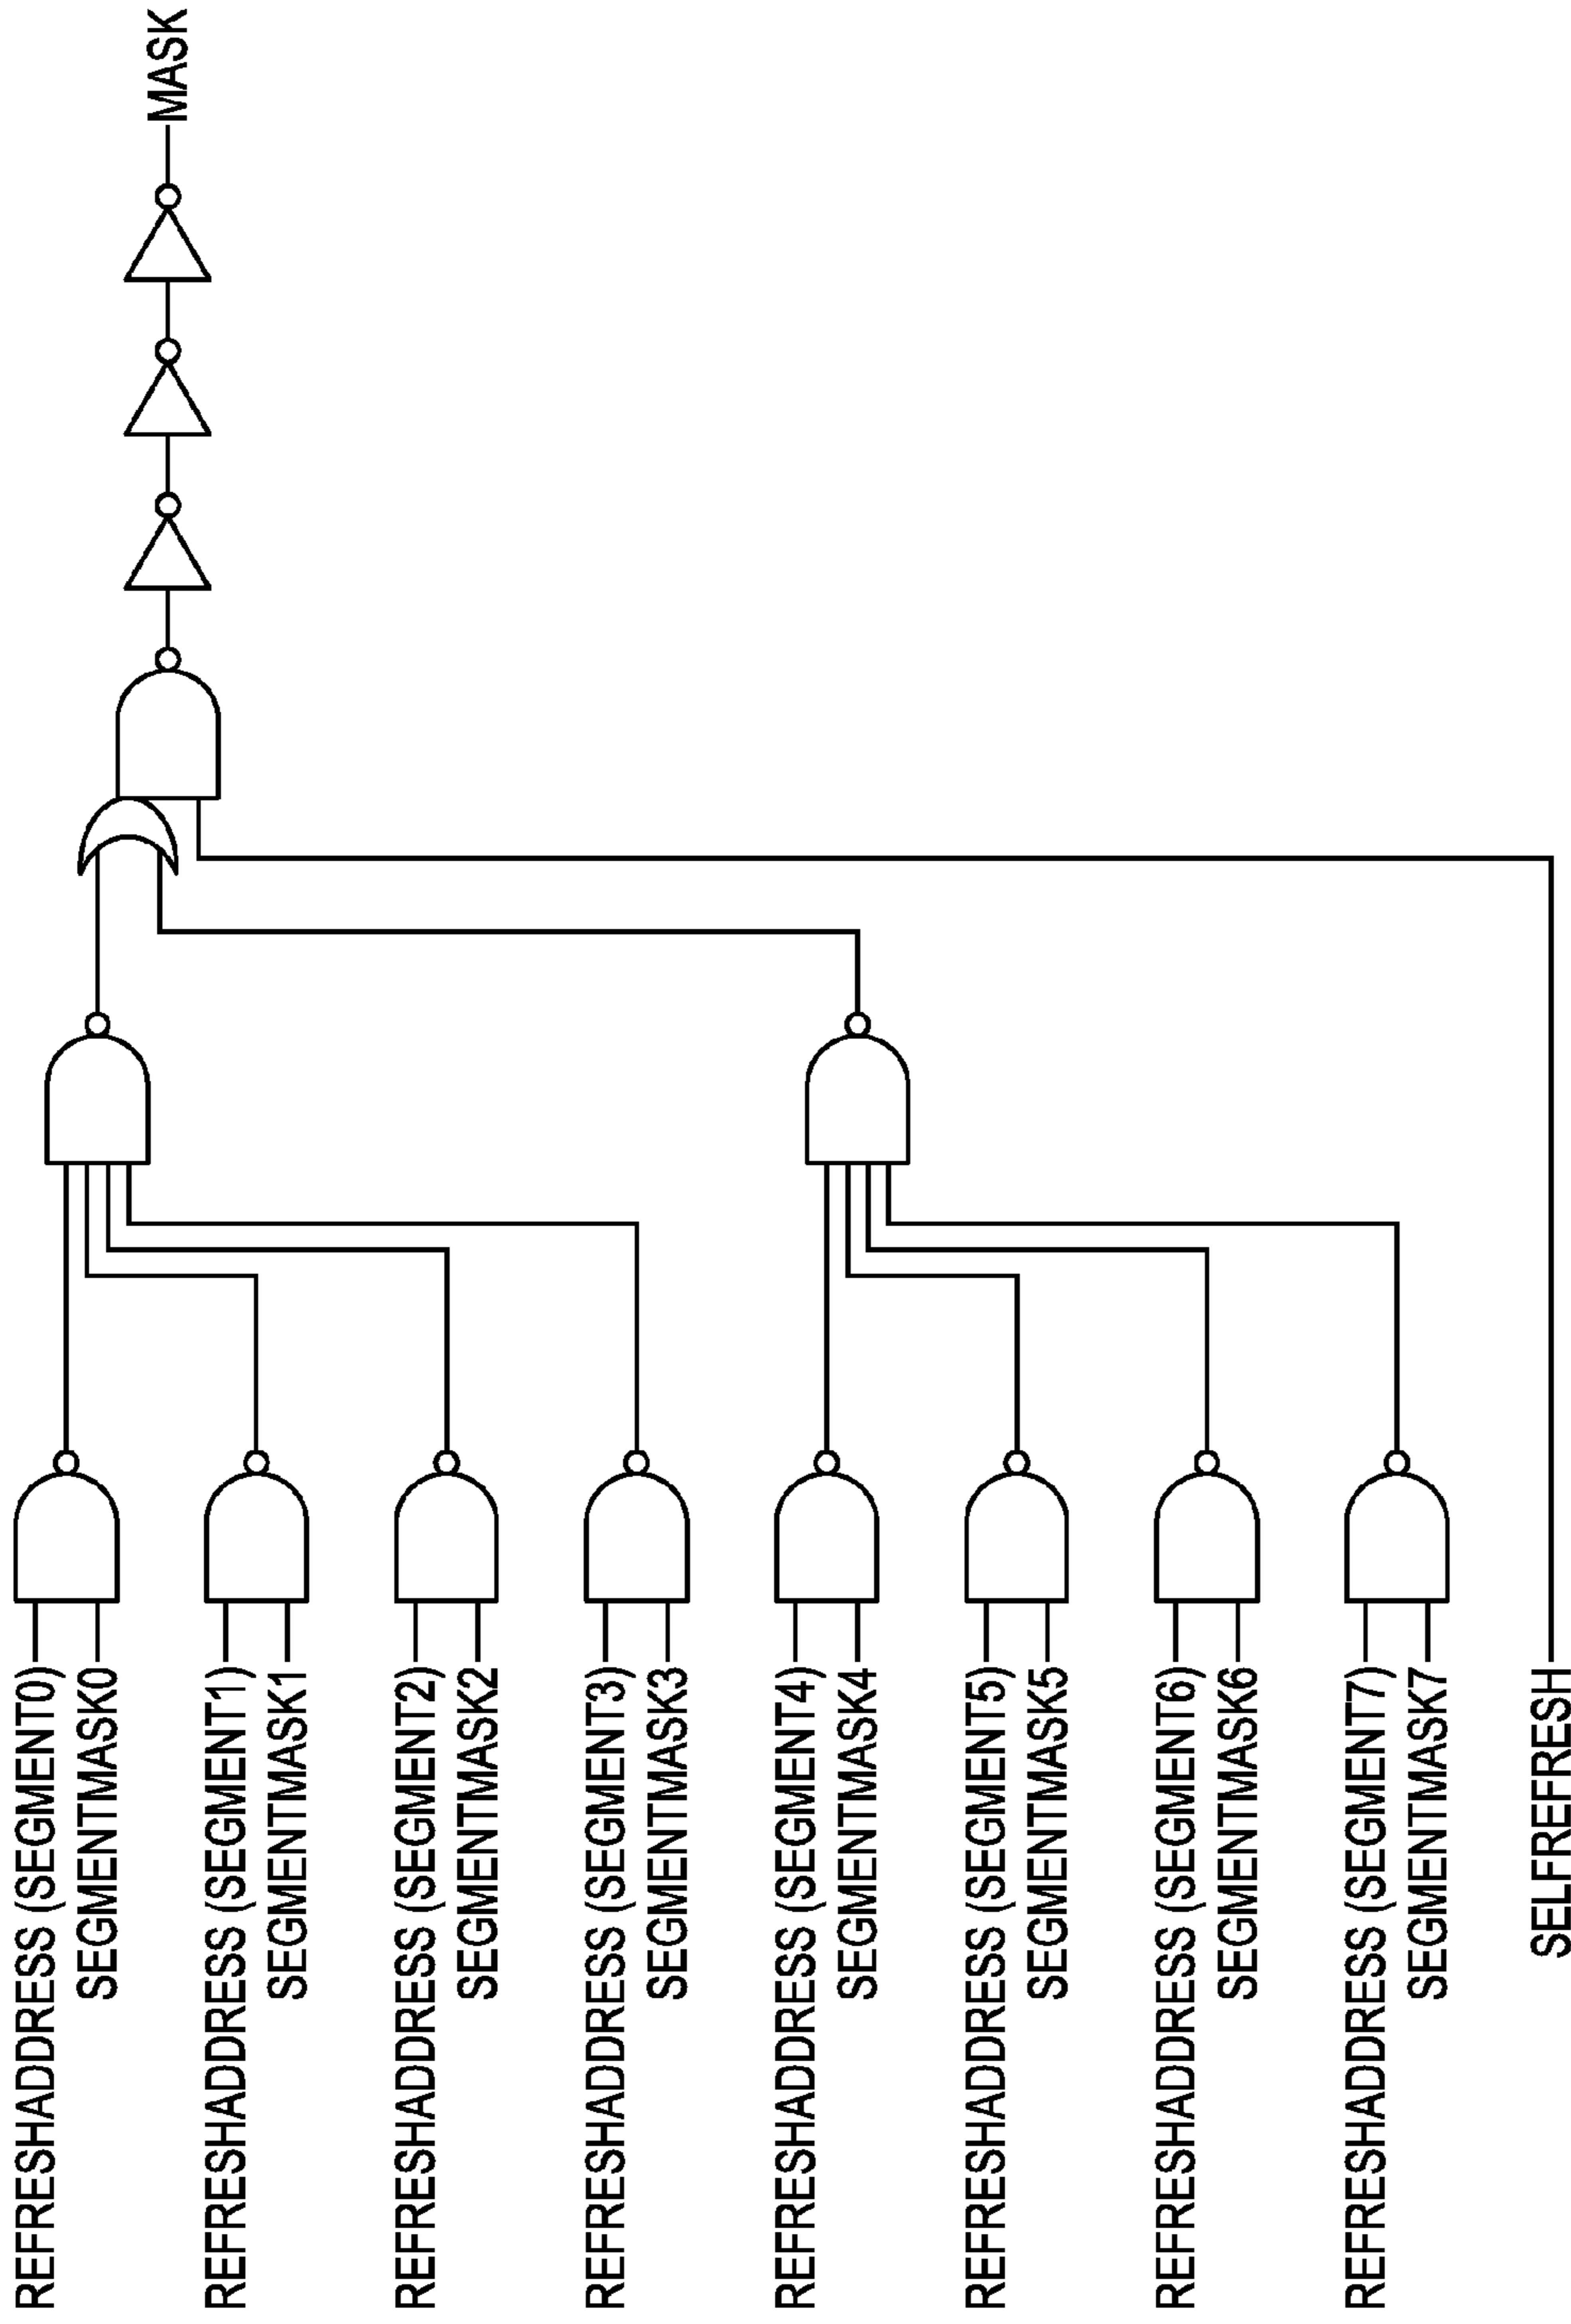 REFRESHADDRESS (SEGMENT0)
SEGMENTMASK0
REFRESHADDRESS (SEGMENT1)
SEGMENTMASK1
REFRESHADDRESS (SEGMENT2)
SEGMENTMASK2
REFRESHADDRESS (SEGMENT3)
SEGMENTMASK3
REFRESHADDRESS (SEGMENT4)
SEGMENTMASK4
REFRESHADDRESS (SEGMENT5)
SEGMENTMASK5
REFRESHADDRESS (SEGMENT6)
SEGMENTMASK6
REFRESHADDRESS (SEGMENT7)
SEGMENTMASK7
SELFREFRESH
MASK